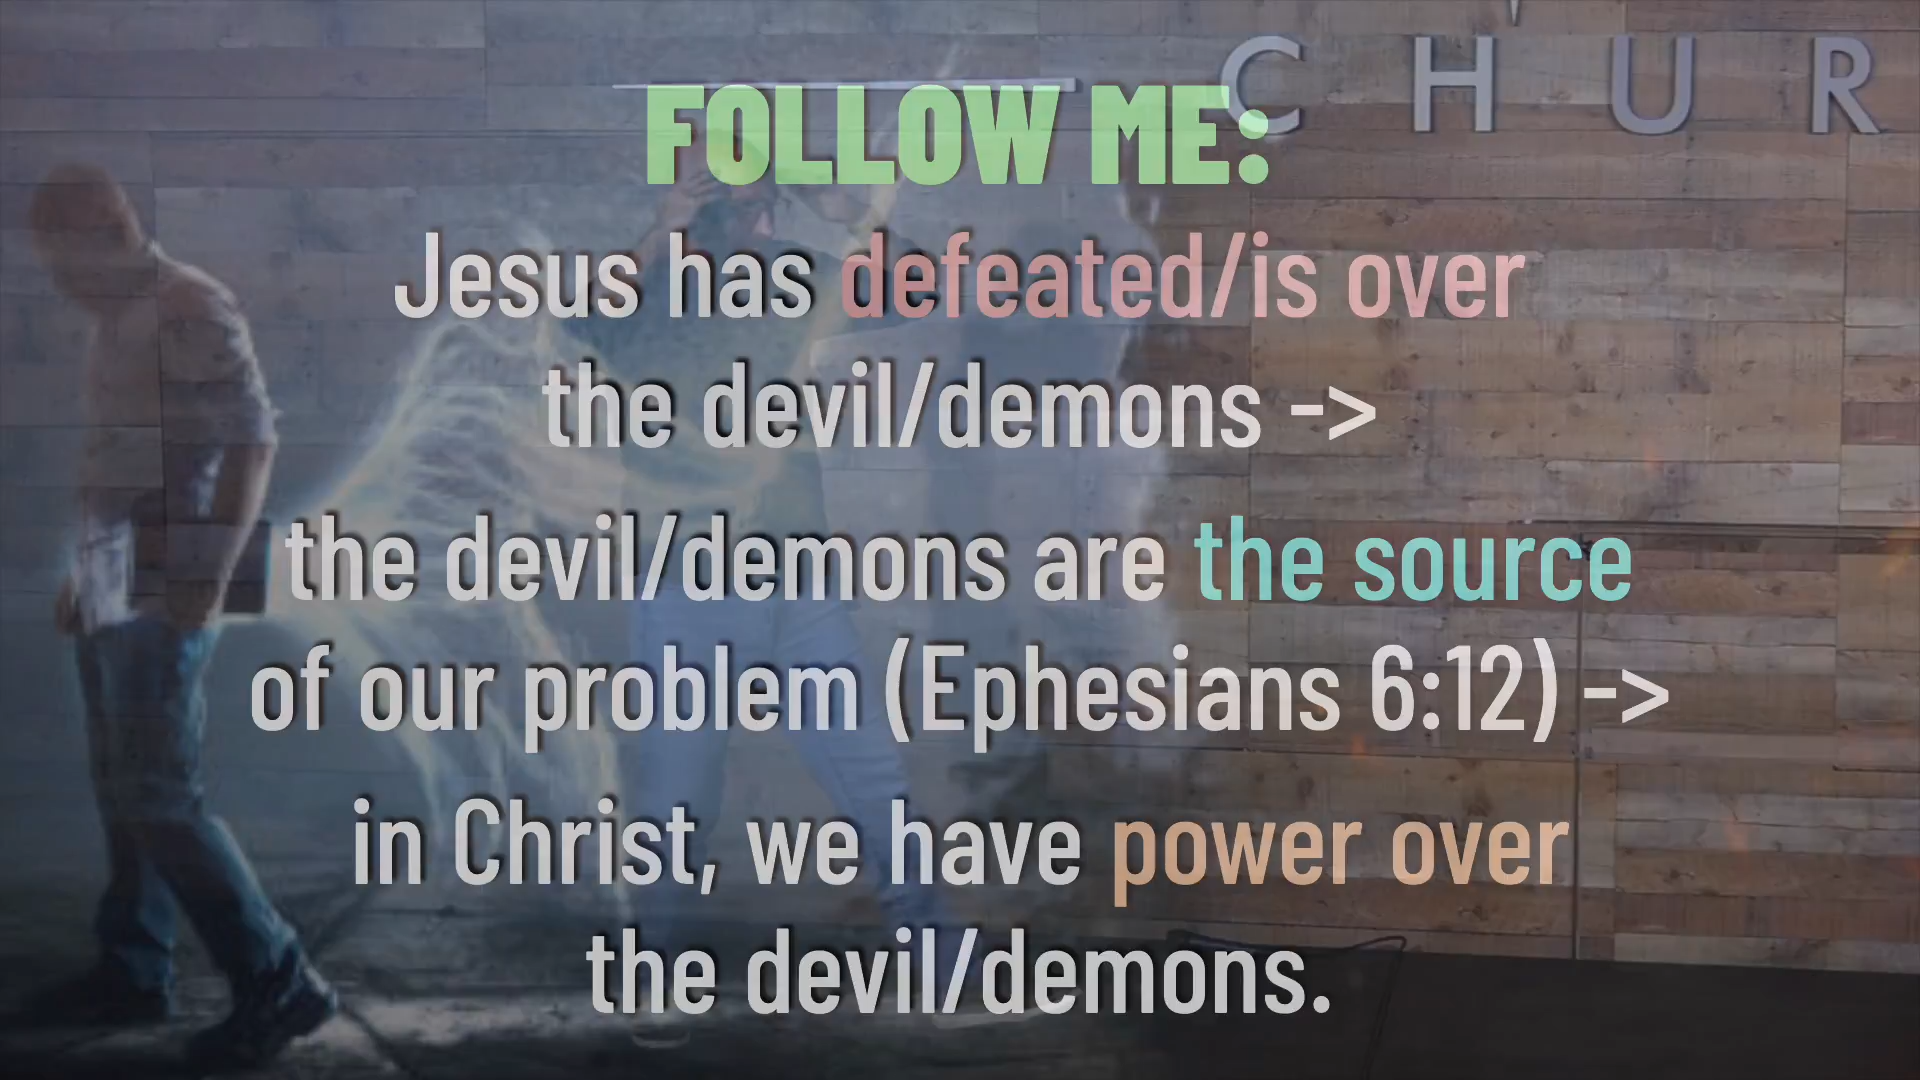 CHUR
FOLLOW ME:
Jesus has defeated/is over
the devil/demons ->
the devil/demons are the source
of our problem (Ephesians 6:12) ->
in Christ, we have power over
the devil/demons.